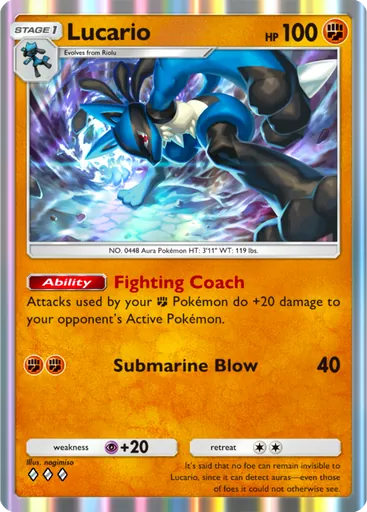 STAGE 1
Lucario
HP 100
Evolves from Riolu
NO. 0448 Aura Pokémon HT: 3'11" WT: 119 lbs.
Ability Fighting Coach
Attacks used by your Pokémon do +20 damage to
your opponent's Active Pokémon.
Submarine Blow 40
weakness +20 retreat
Illus. nogimiso
It's said that no foe can remain invisible to
Lucario, since it can detect auras—even those
of foes it could not otherwise see.